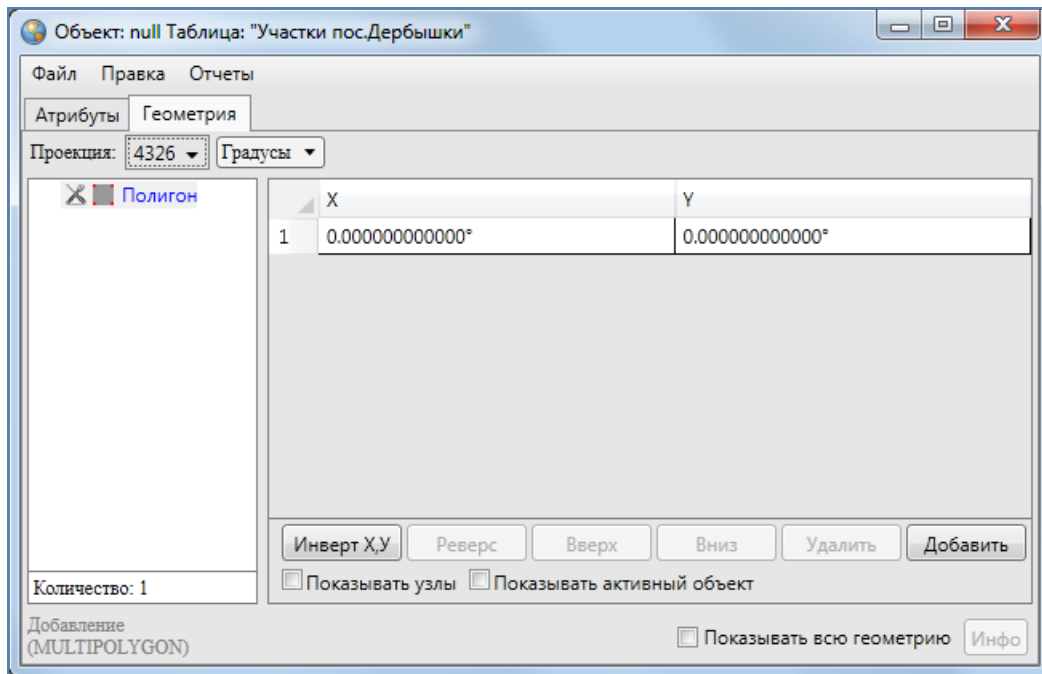 Объект: null Таблица: "Участки пос.Дербышки"
Файл Правка Отчеты
Атрибуты Геометрия
Проекция: 4326 Градусы
Полигон
X Y
1 0.000000000000° 0.000000000000°
Инверт Х,У Реверс Вверх Вниз Удалить Добавить
Количество: 1
Показывать узлы Показывать активный объект
Добавление
(MULTIPOLYGON)
Показывать всю геометрию Инфо